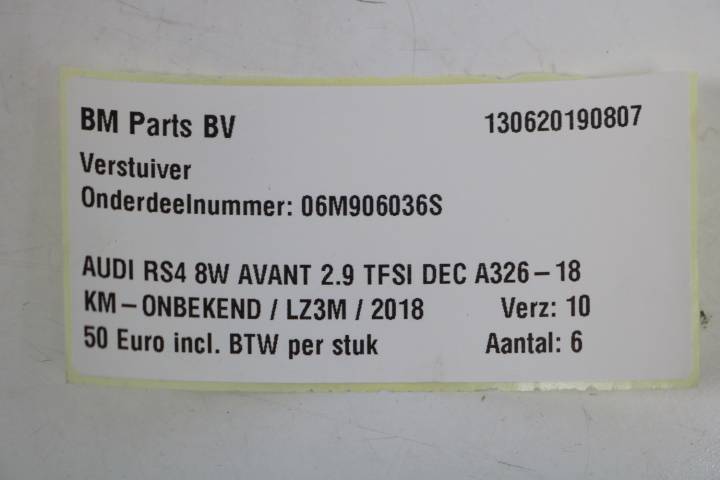 BM Parts BV 130620190807
Verstuiver
Onderdeelnummer: 06M906036S
AUDI RS4 8W AVANT 2.9 TFSI DEC A326-18
KM-ONBEKEND / LZ3M / 2018 Verz: 10
50 Euro incl. BTW per stuk Aantal: 6